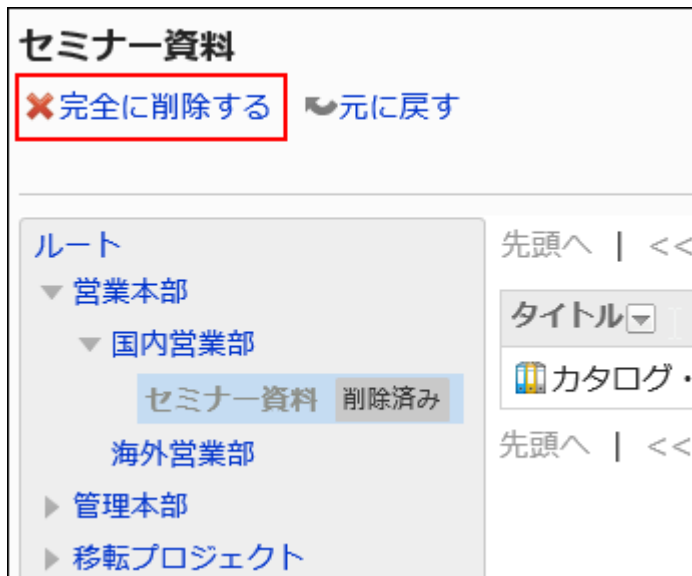 セミナー資料
完全に削除する 元に戻す
ルート
営業本部
国内営業部
セミナー資料 削除済み
海外営業部
管理本部
移転プロジェクト
先頭へ | <<
タイトル
カタログ・
先頭へ | <<